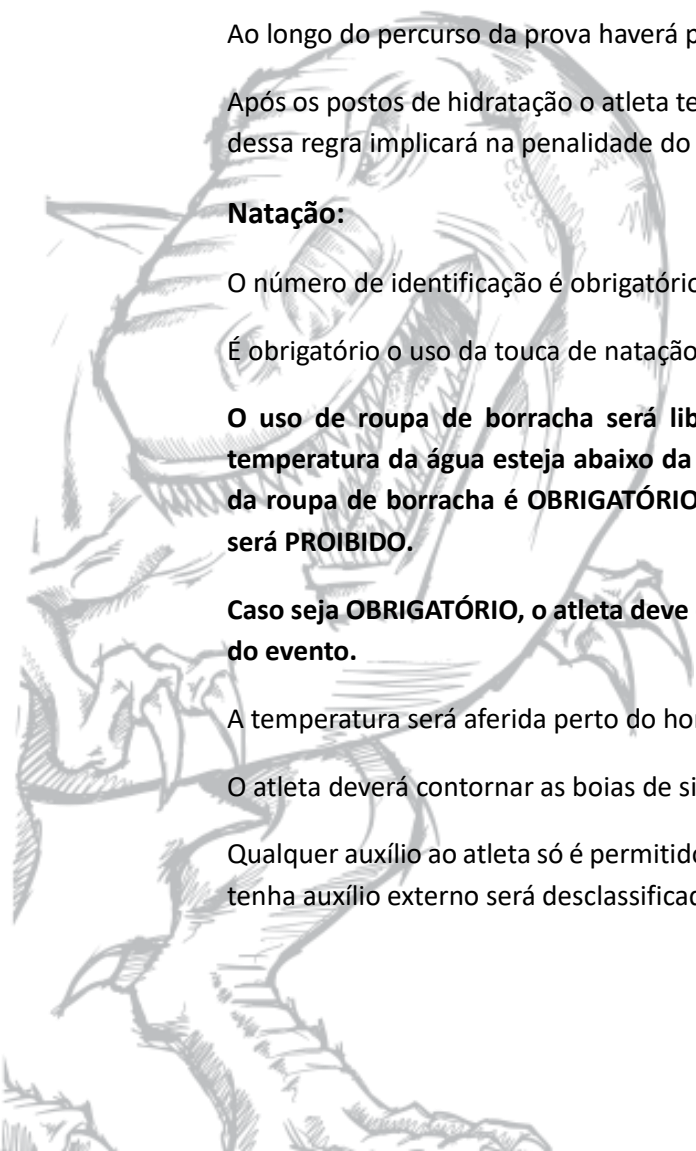 Ao longo do percurso da prova haverá p
Após os postos de hidratação o atleta te
dessa regra implicará na penalidade do
Natação:
O número de identificação é obrigatório
É obrigatório o uso da touca de natação
O uso de roupa de borracha será lib
temperatura da água esteja abaixo da
da roupa de borracha é OBRIGATÓRIO
será PROIBIDO.
Caso seja OBRIGATÓRIO, o atleta deve
do evento.
A temperatura será aferida perto do ho
O atleta deverá contornar as boias de si
Qualquer auxílio ao atleta só é permitido
tenha auxílio externo será desclassificad